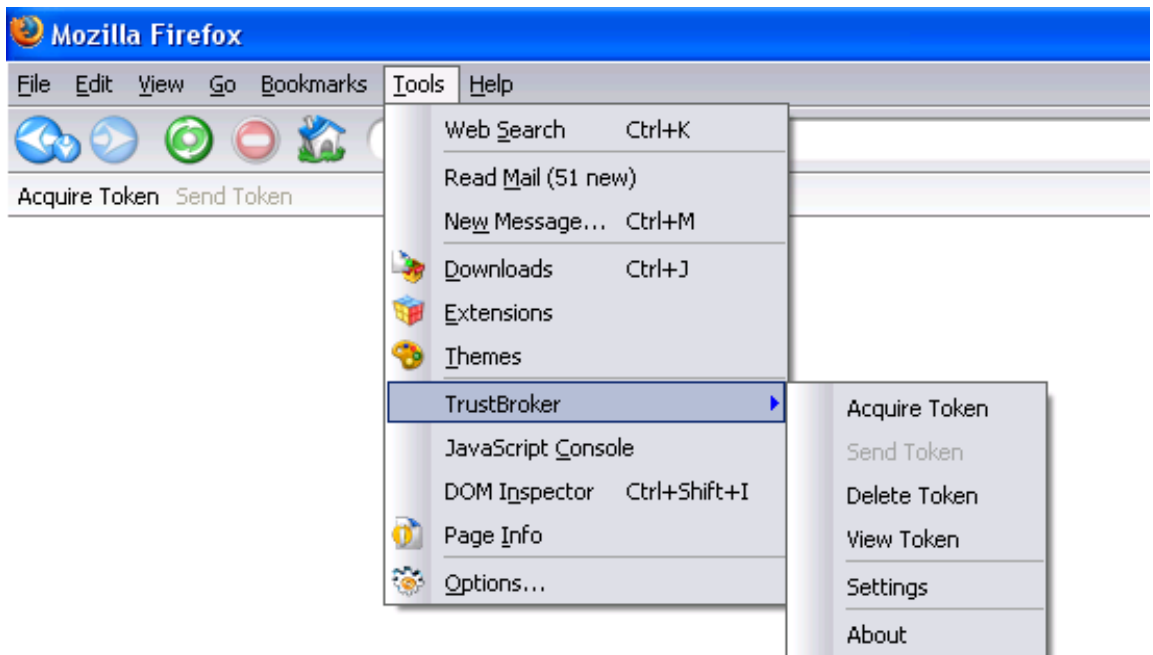 Mozilla Firefox
File Edit View Go Bookmarks Tools Help
Acquire Token Send Token
Web Search Ctrl+K
Read Mail (51 new)
New Message... Ctrl+M
Downloads Ctrl+J
Extensions
Themes
TrustBroker
JavaScript Console
DOM Inspector Ctrl+Shift+I
Page Info
Options...
Acquire Token
Send Token
Delete Token
View Token
Settings
About